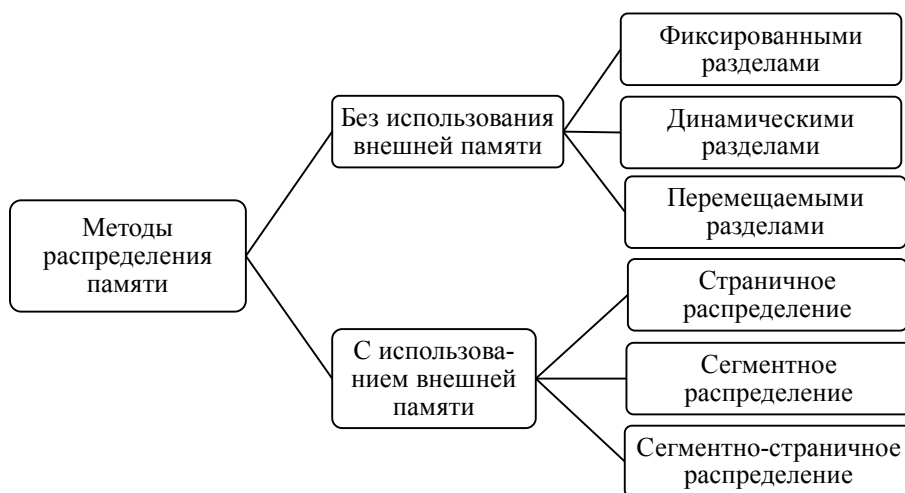 Методы
распределения
памяти
Без использования
внешней памяти
Фиксированными
разделами
Динамическими
разделами
Перемещаемыми
разделами
С использова-
нием внешней
памяти
Страничное
распределение
Сегментное
распределение
Сегментно-страничное
распределение